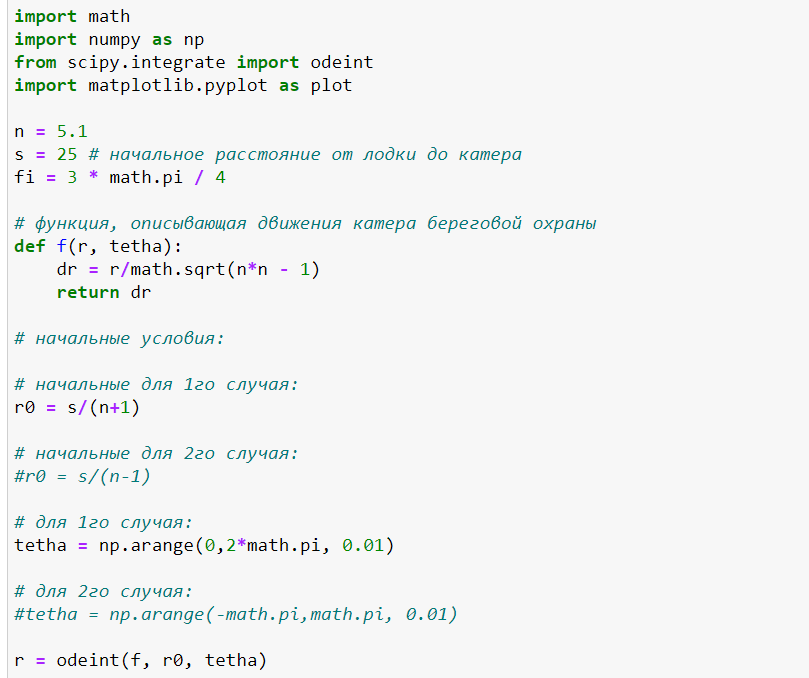 import math
import numpy as np
from scipy.integrate import odeint
import matplotlib.pyplot as plot
n = 5.1
s = 25 # начальное расстояние от лодки до катера
fi = 3 * math.pi / 4
# функция, описывающая движения катера береговой охраны
def f(r, tetha):
    dr = r/math.sqrt(n*n - 1)
    return dr
# начальные условия:
# начальные для 1го случая:
r0 = s/(n+1)
# начальные для 2го случая:
#r0 = s/(n-1)
# для 1го случая:
tetha = np.arange(0,2*math.pi, 0.01)
# для 2го случая:
#tetha = np.arange(-math.pi,math.pi, 0.01)
r = odeint(f, r0, tetha)